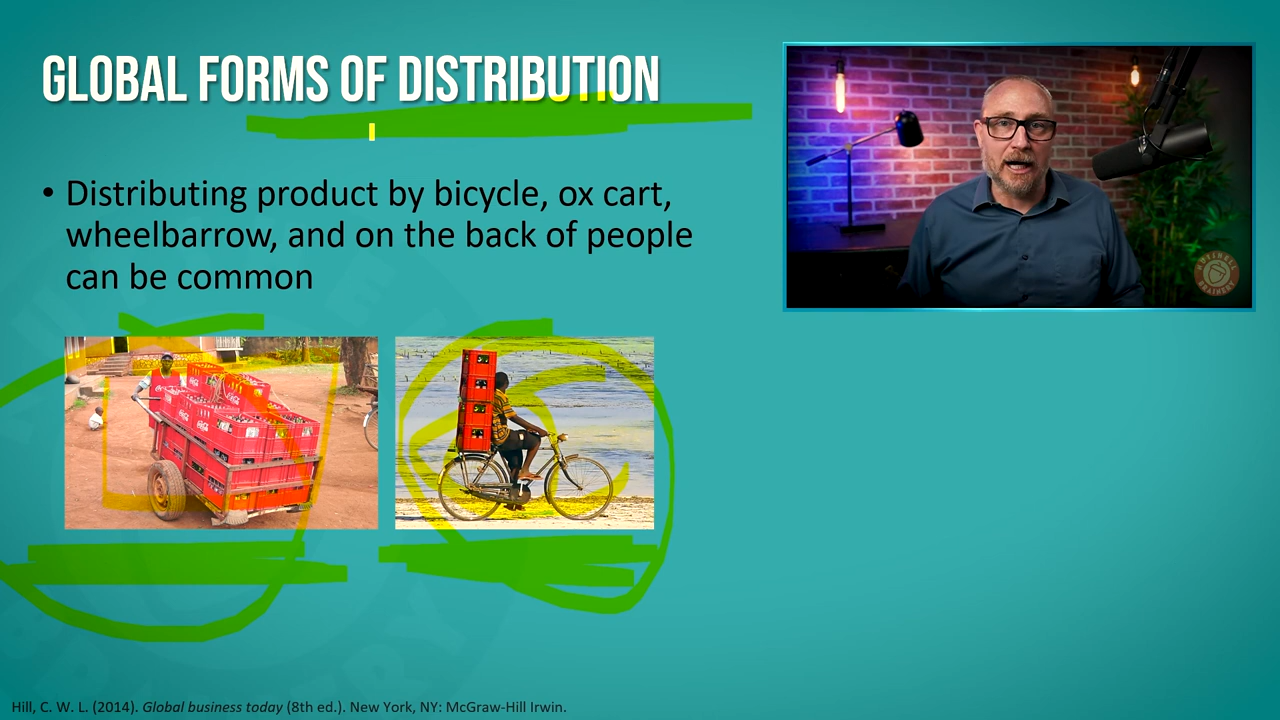 GLOBAL FORMS OF DISTRIBUTION
• Distributing product by bicycle, ox cart,
wheelbarrow, and on the back of people
can be common
Hill, C. W. L. (2014). Global business today (8th ed.). New York, NY: McGraw-Hill Irwin.